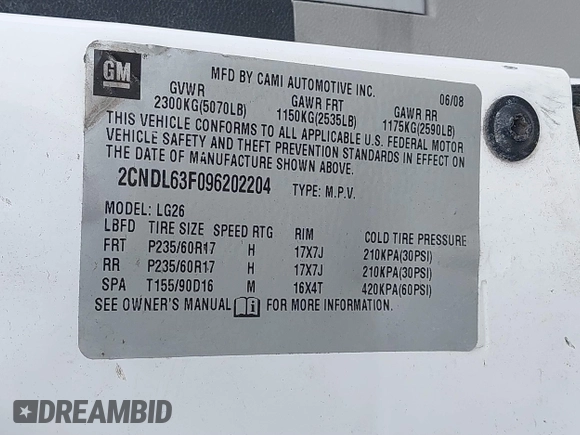 GM
MFD BY CAMI AUTOMOTIVE INC. 06/08
GVWR GAWR FRT GAWR RR
2300KG(5070LB) 1150KG(2535LB) 1175KG(2590LB)
THIS VEHICLE CONFORMS TO ALL APPLICABLE U.S. FEDERAL MOTOR
VEHICLE SAFETY AND THEFT PREVENTION STANDARDS IN EFFECT ON
THE DATE OF MANUFACTURE SHOWN ABOVE.
2CNDL63F096202204 TYPE: M.P.V.
MODEL: LG26
LBFD TIRE SIZE SPEED RTG RIM COLD TIRE PRESSURE
FRT P235/60R17 H 17X7J 210KPA(30PSI)
RR P235/60R17 H 17X7J 210KPA(30PSI)
SPA T155/90D16 M 16X4T 420KPA(60PSI)
SEE OWNER'S MANUAL FOR MORE INFORMATION.
DREAMBID